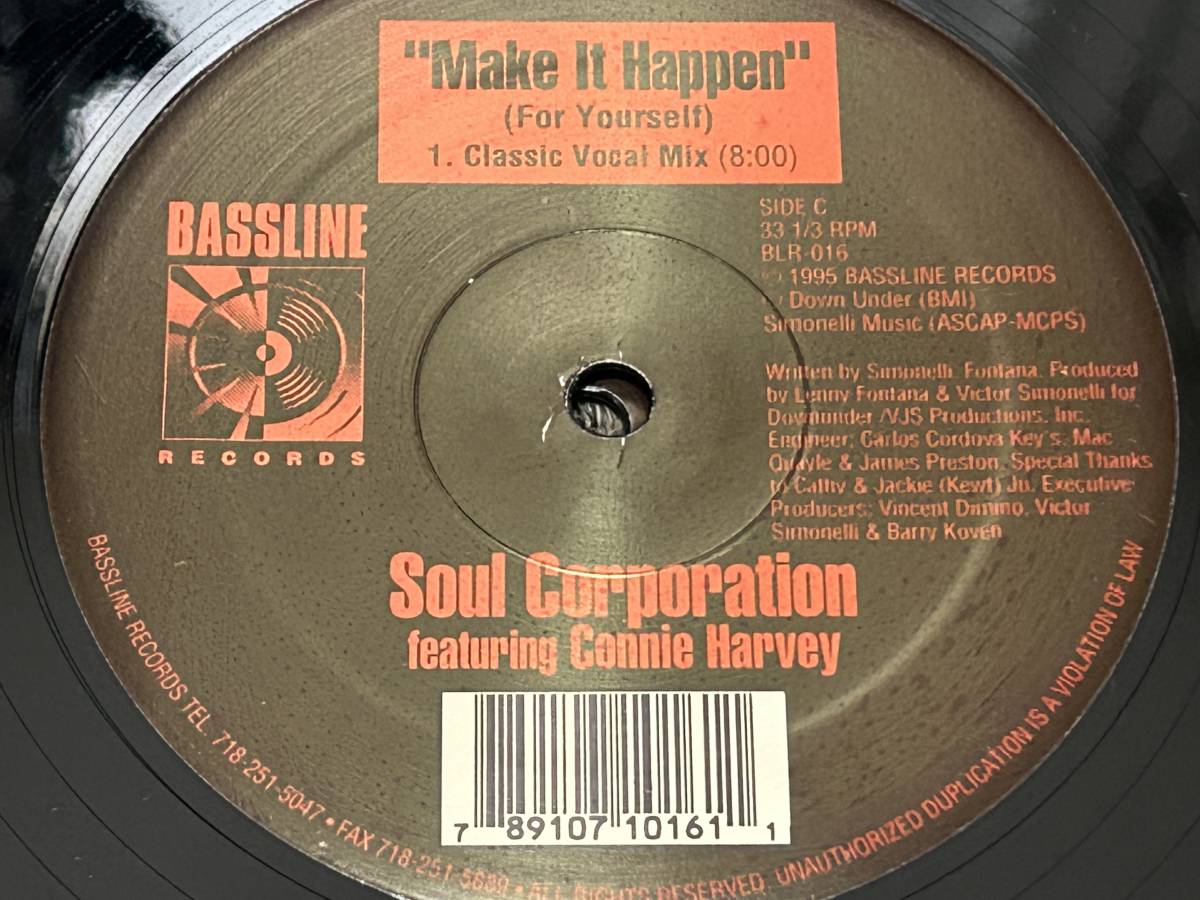 "Make It Happen"
(For Yourself)
1. Classic Vocal Mix (8:00)
BASSLINE
RECORDS
SIDE C
33 1/3 RPM
BLR-016
1995 BASSLINE RECORDS
Down Under (BMI)
Simonelli Music (ASCAP-MCPS)
Written by Simonelli, Fontana. Produced
by Lenny Fontana & Victor Simonelli for
Downunder /VJS Productions, Inc.
Engineer; Carlos Cordova Key's; Mac
Quayle & James Preston. Special Thanks
to Cathy & Jackie (Kewt) Ju. Executive
Producers; Vincent Victor
Simonelli & Barry Koven
Soul Corporation
featuring Connie Harvey
7 89107 10161 1
BASSLINE RECORDS TEL. 718-251-5047 • FAX 718-251 • ALL RIGHTS RESERVED. UNAUTHORIZED DUPLICATION IS A VIOLATION OF LAW